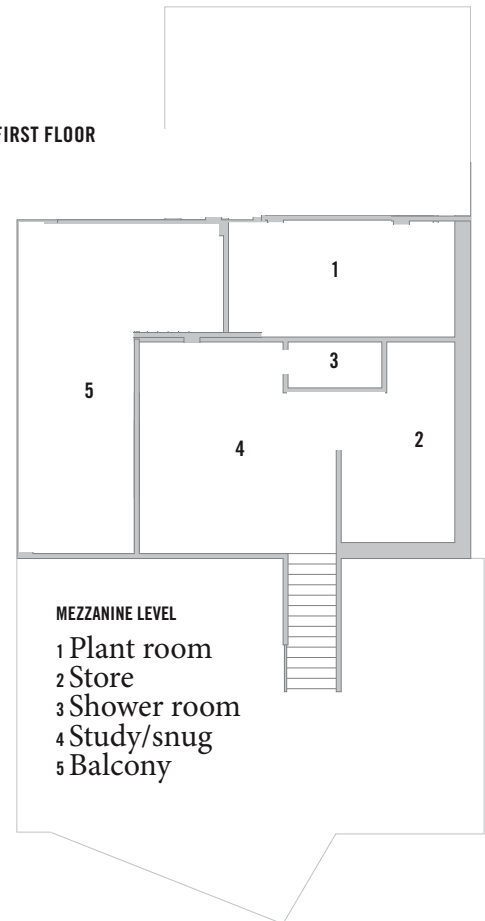 FIRST FLOOR
1
3
5
4
2
MEZZANINE LEVEL
1 Plant room
2 Store
3 Shower room
4 Study/snug
5 Balcony